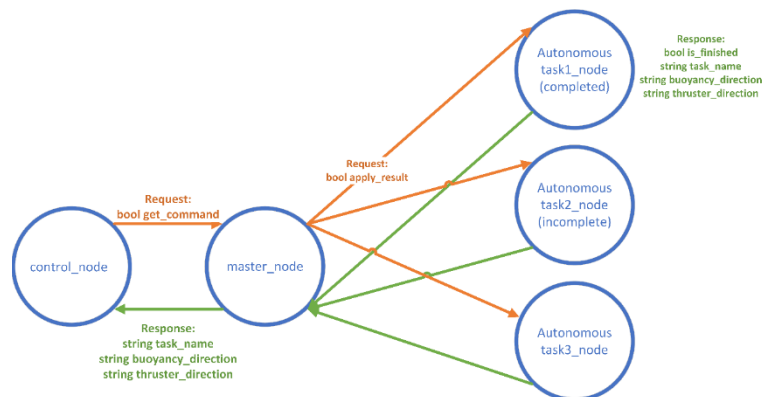 Request:
bool get_command
control_node
master_node
Response:
string task_name
string buoyancy_direction
string thruster_direction
Request:
bool apply_result
Autonomous
task1_node
(completed)
Response:
bool is_finished
string task_name
string buoyancy_direction
string thruster_direction
Autonomous
task2_node
(incomplete)
Autonomous
task3_node